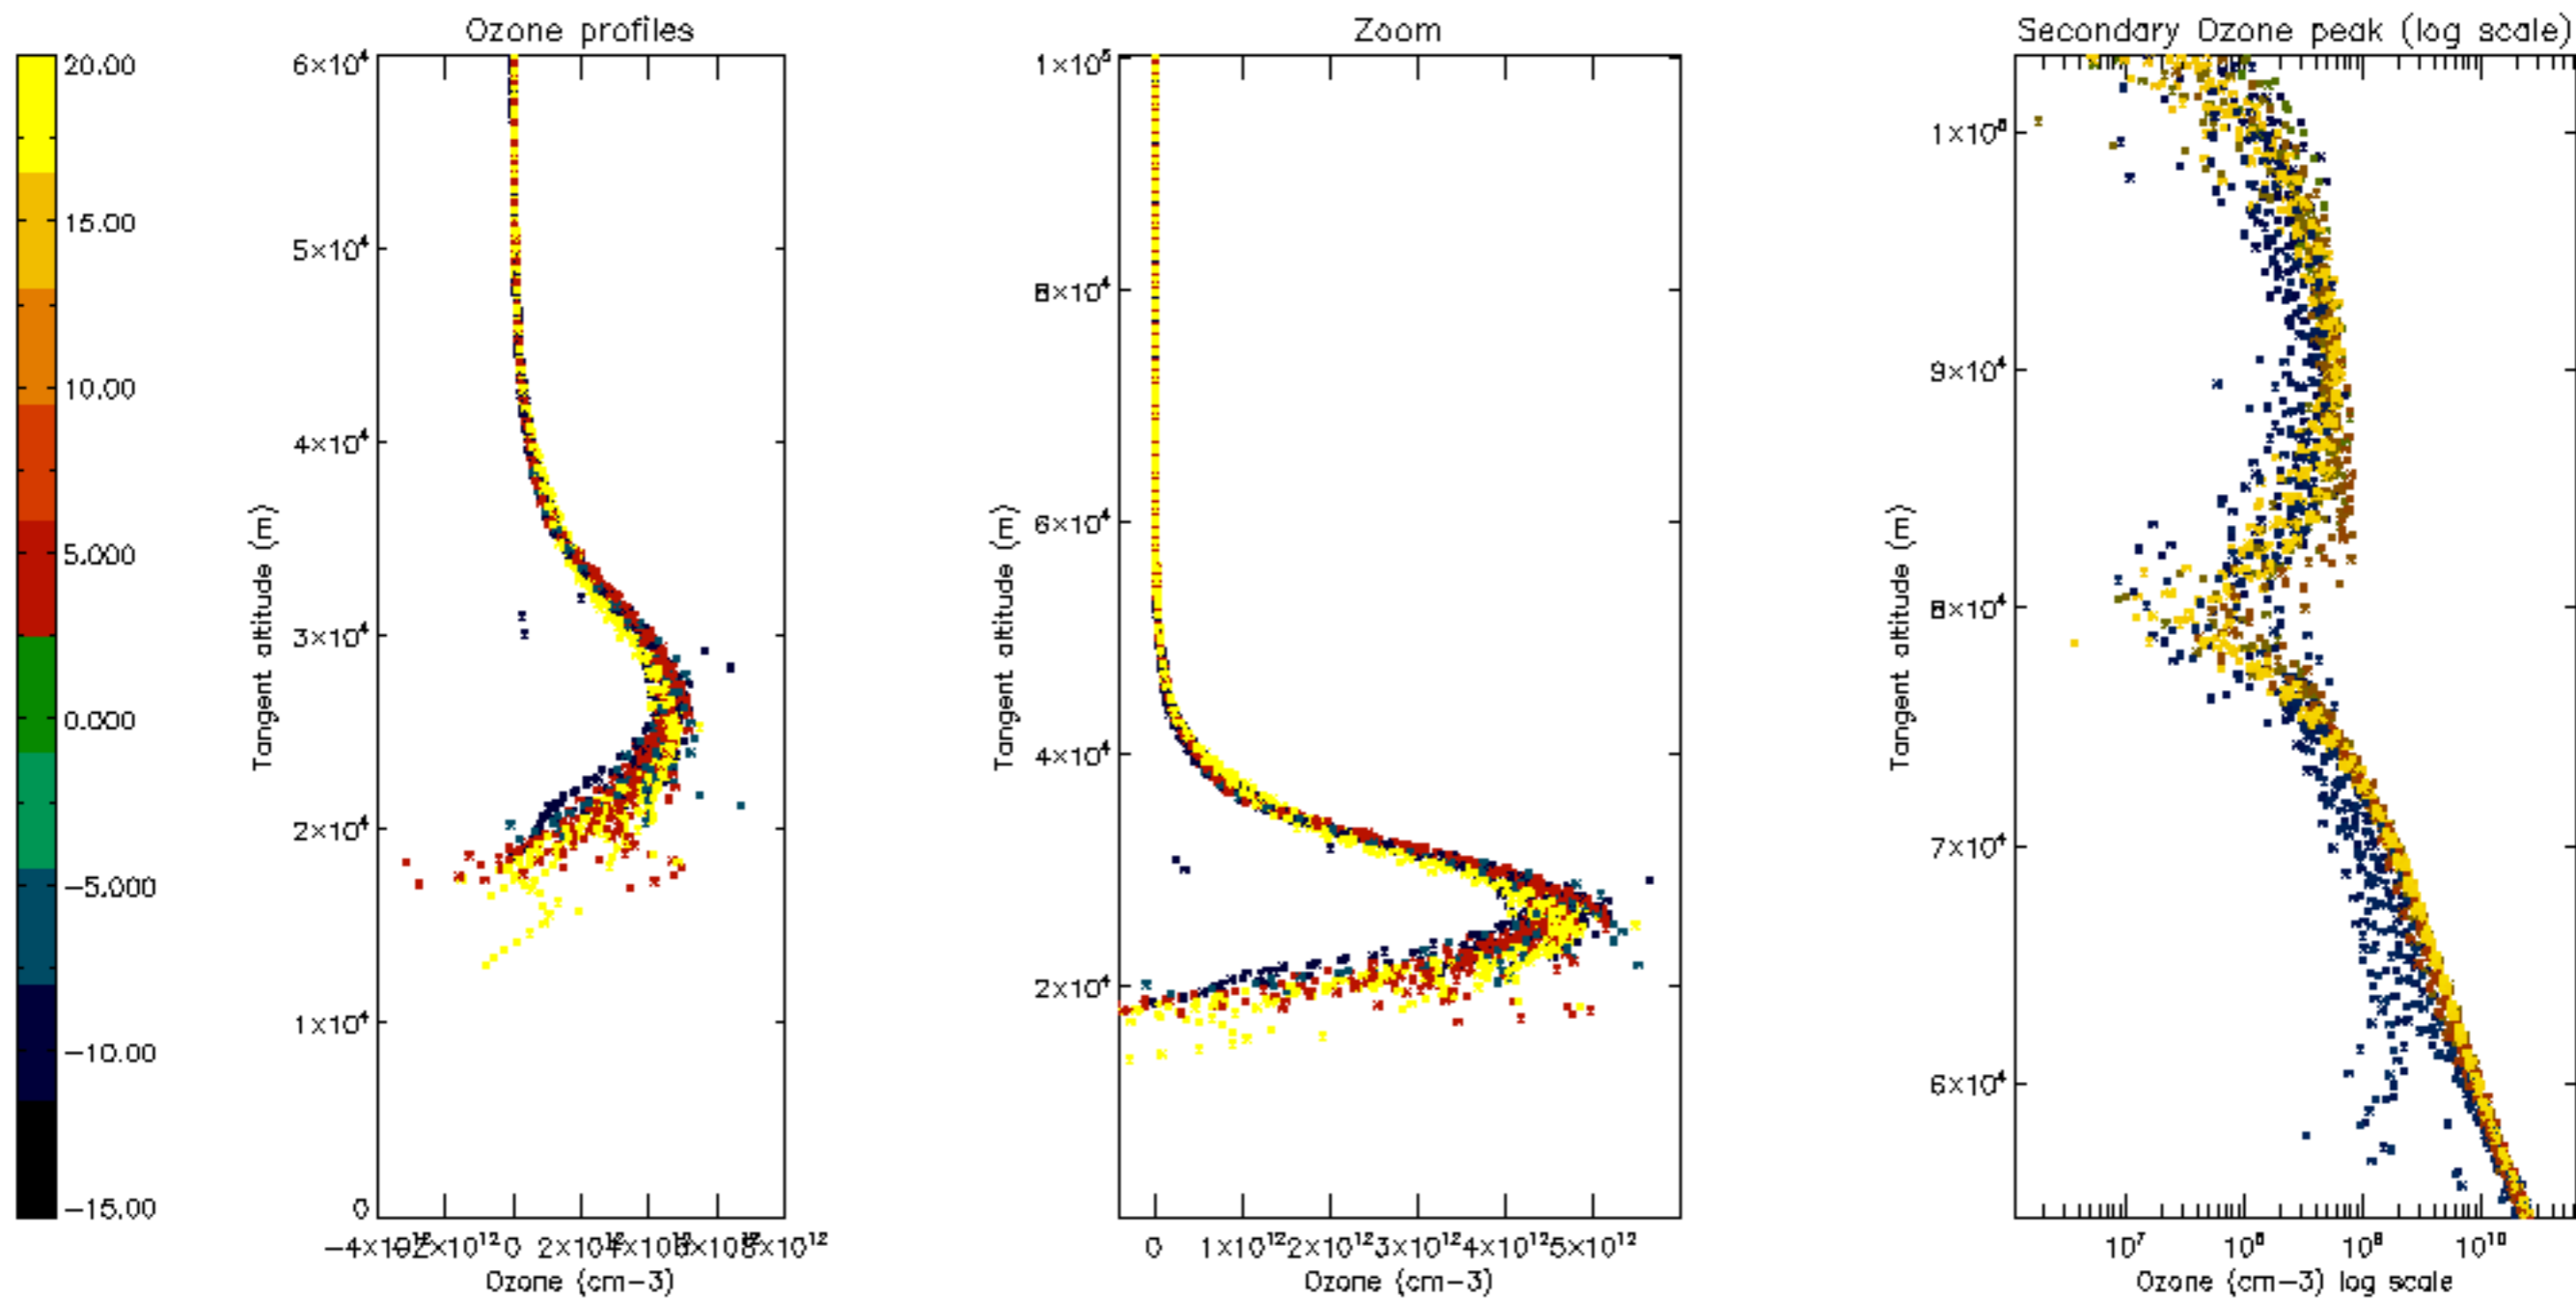 Ozone profiles
Zoom
Secondary Ozone peak (log scale)
20.00
15.00
10.00
5.000
0.000
−5.000
−10.00
−15.00
6×10⁴
5×10⁴
4×10⁴
3×10⁴
2×10⁴
1×10⁴
0
Tangent altitude (m)
0 2×10¹²
Ozone (cm−3)
1×10⁵
8×10⁴
6×10⁴
4×10⁴
2×10⁴
Tangent altitude (m)
0 1×10¹² 2×10¹² 3×10¹² 4×10¹² 5×10¹²
Ozone (cm−3)
9×10⁴
8×10⁴
7×10⁴
6×10⁴
Tangent altitude (m)
10⁷ 10⁸ 10⁹ 10¹⁰
Ozone (cm−3) log scale